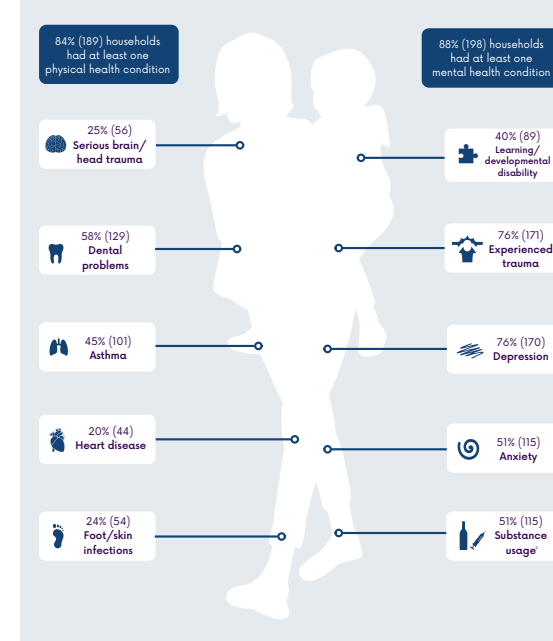 84% (189) households
had at least one
physical health condition
25% (56)
Serious brain/
head trauma
58% (129)
Dental
problems
45% (101)
Asthma
20% (44)
Heart disease
24% (54)
Foot/skin
infections
88% (198) households
had at least one
mental health condition
40% (89)
Learning/
developmental
disability
76% (171)
Experienced
trauma
76% (170)
Depression
51% (115)
Anxiety
51% (115)
Substance
usage